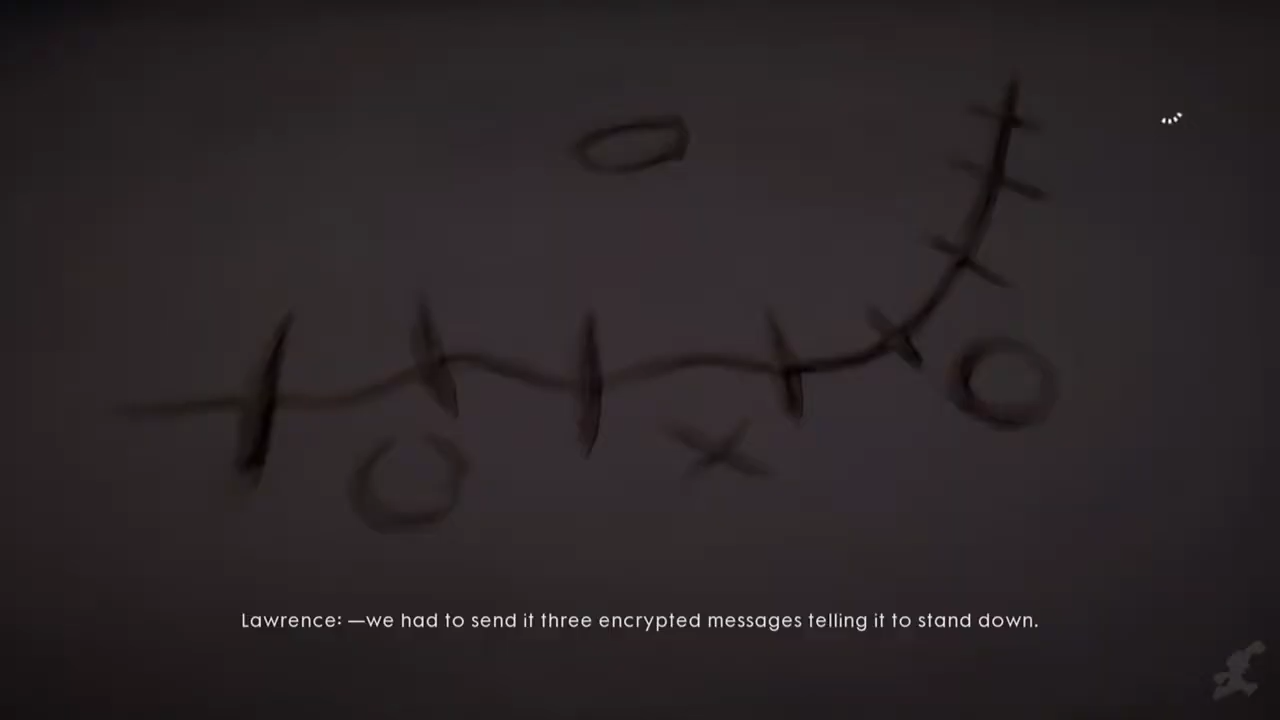 Lawrence: —we had to send it three encrypted messages telling it to stand down.